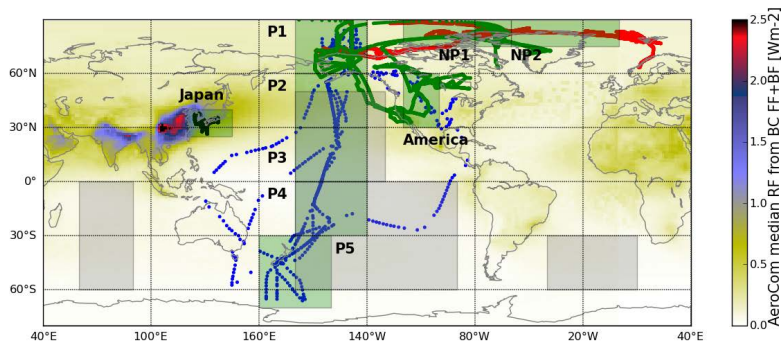 P1
NP1
NP2
60°N
P2
Japan
30°N
America
P3
0°
P4
30°S
P5
60°S
40°E
100°E
160°E
140°W
80°W
20°W
40°E
2.5
2.0
1.5
1.0
0.5
0.0
AeroCom median RF from BC FF+BF [Wm-2]